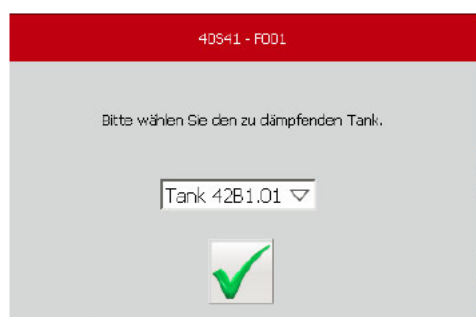 40S41 - F001
Bitte wählen Sie den zu dämpfenden Tank.
Tank 42B1.01